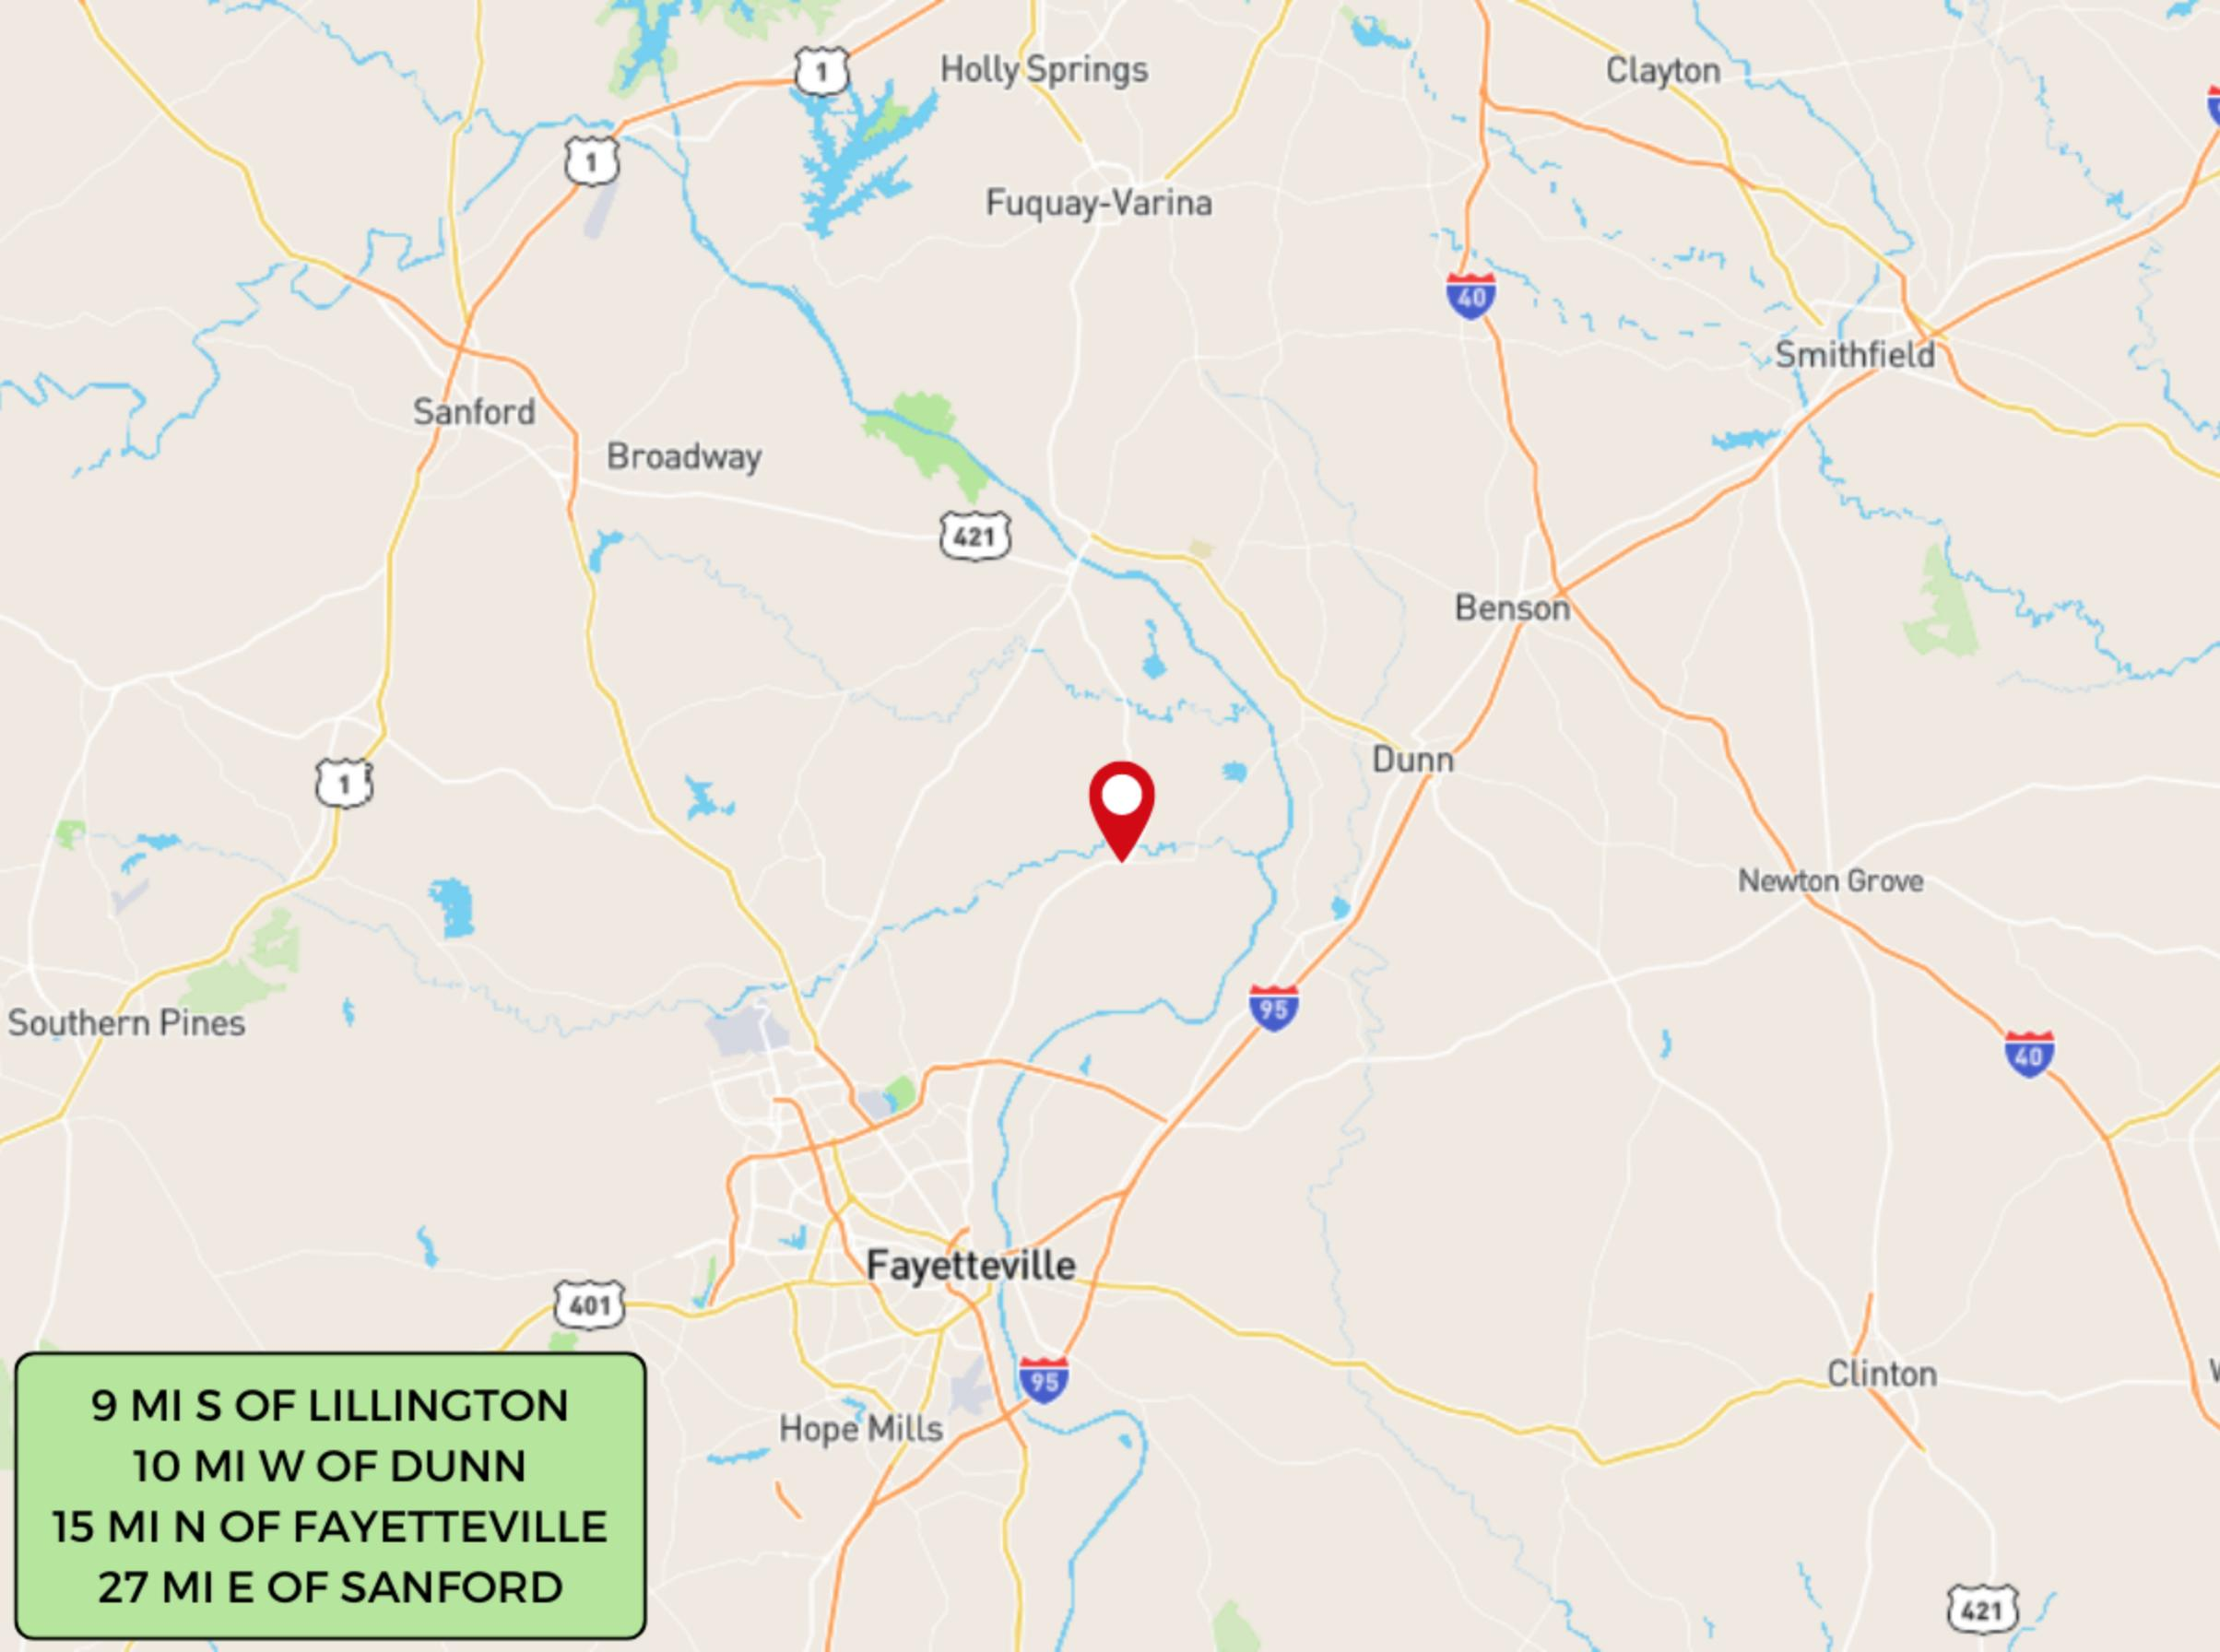 1
Holly Springs
Clayton
1
Fuquay-Varina
40
Smithfield
Sanford
Broadway
421
Benson
Dunn
1
Newton Grove
95
Southern Pines
40
Fayetteville
401
95
Clinton
Hope Mills
421
9 MI S OF LILLINGTON
10 MI W OF DUNN
15 MI N OF FAYETTEVILLE
27 MI E OF SANFORD